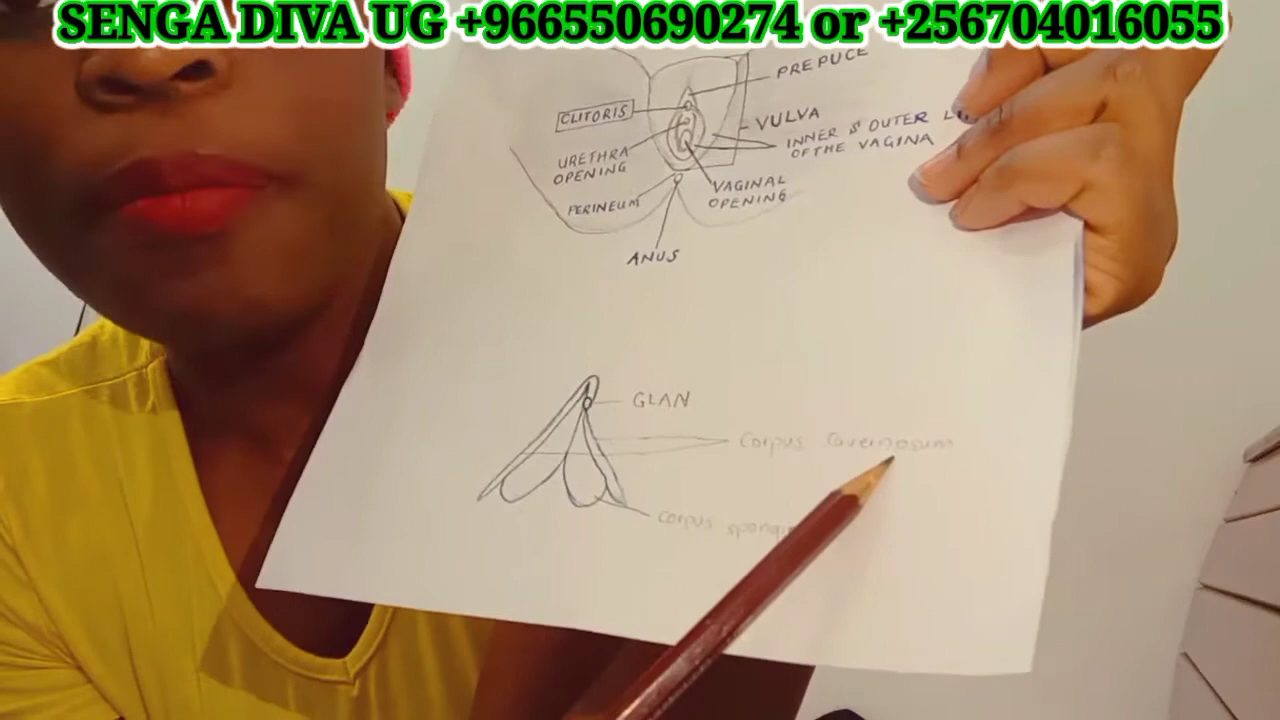 SENGA DIVA UG +966550690274 or +256704016055
PREPUCE
CLITORIS
VULVA
INNER & OUTER
OF THE VAGINA
URETHRA
OPENING
VAGINAL
OPENING
PERINEUM
ANUS
GLAN
Corpus Cavernosum
Corpus